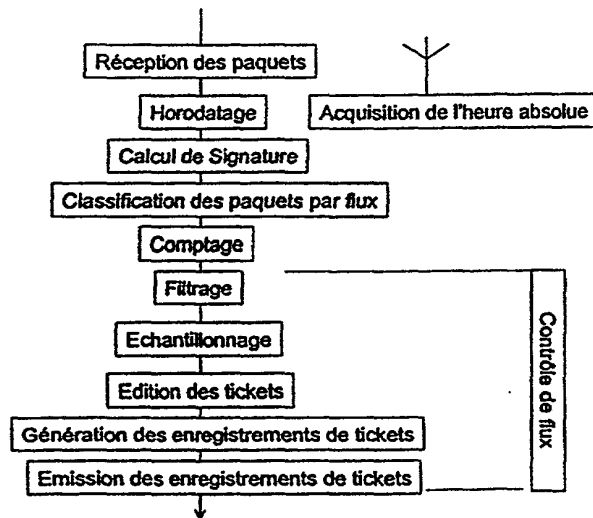 Réception des paquets
Horodatage
Acquisition de l'heure absolue
Calcul de Signature
Classification des paquets par flux
Comptage
Filtrage
Echantillonnage
Edition des tickets
Génération des enregistrements de tickets
Emission des enregistrements de tickets
Contrôle de flux